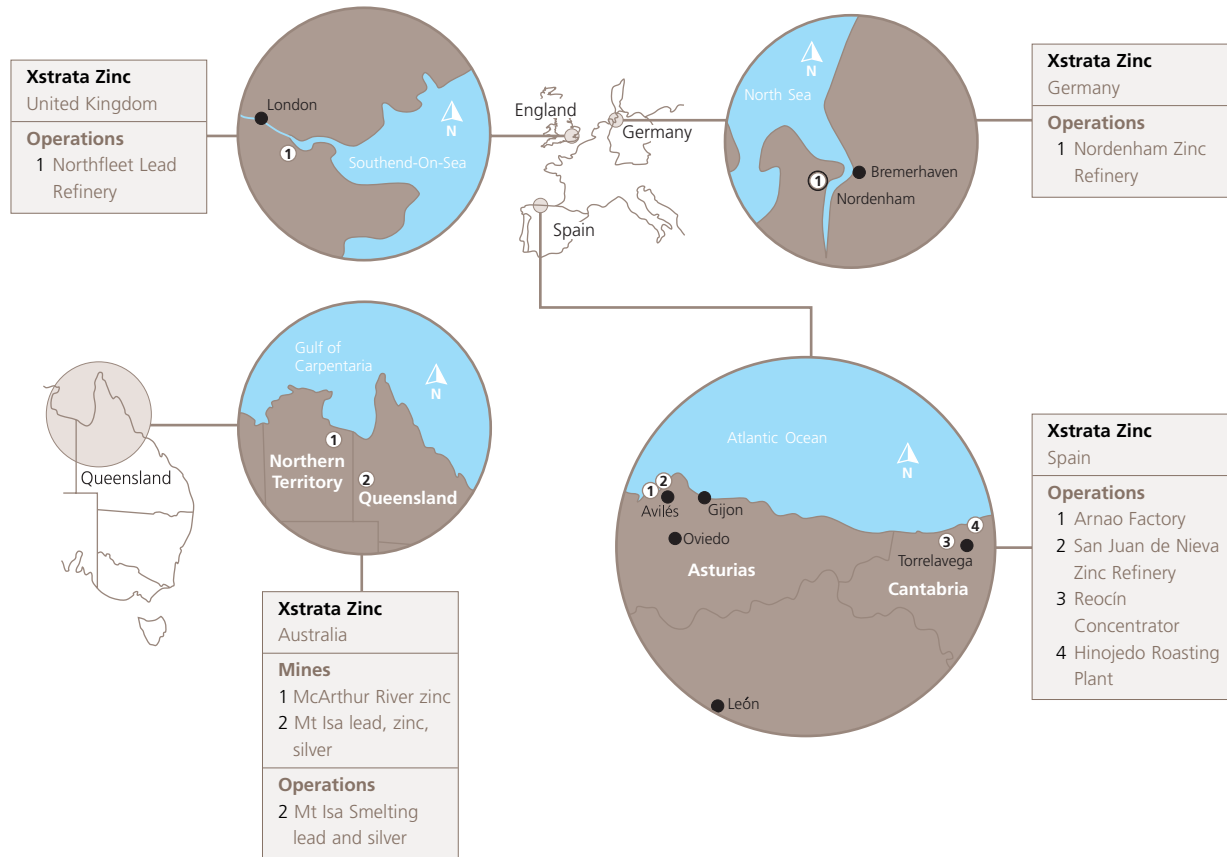 Xstrata Zinc
United Kingdom
Operations
1 Northfleet Lead
Refinery
London
N
1
Southend-On-Sea
England
Germany
Spain
North Sea
N
1
Bremerhaven
Nordenham
Xstrata Zinc
Germany
Operations
1 Nordenham Zinc
Refinery
Queensland
Gulf of
Carpentaria
N
1
Northern
Territory
2
Queensland
Xstrata Zinc
Australia
Mines
1 McArthur River zinc
2 Mt Isa lead, zinc,
silver
Operations
2 Mt Isa Smelting
lead and silver
Atlantic Ocean
N
1 2
Avilés
Gijon
Oviedo
Asturias
4
3
Torrelavega
Cantabria
León
Xstrata Zinc
Spain
Operations
1 Arnao Factory
2 San Juan de Nieva
Zinc Refinery
3 Reocín
Concentrator
4 Hinojedo Roasting
Plant